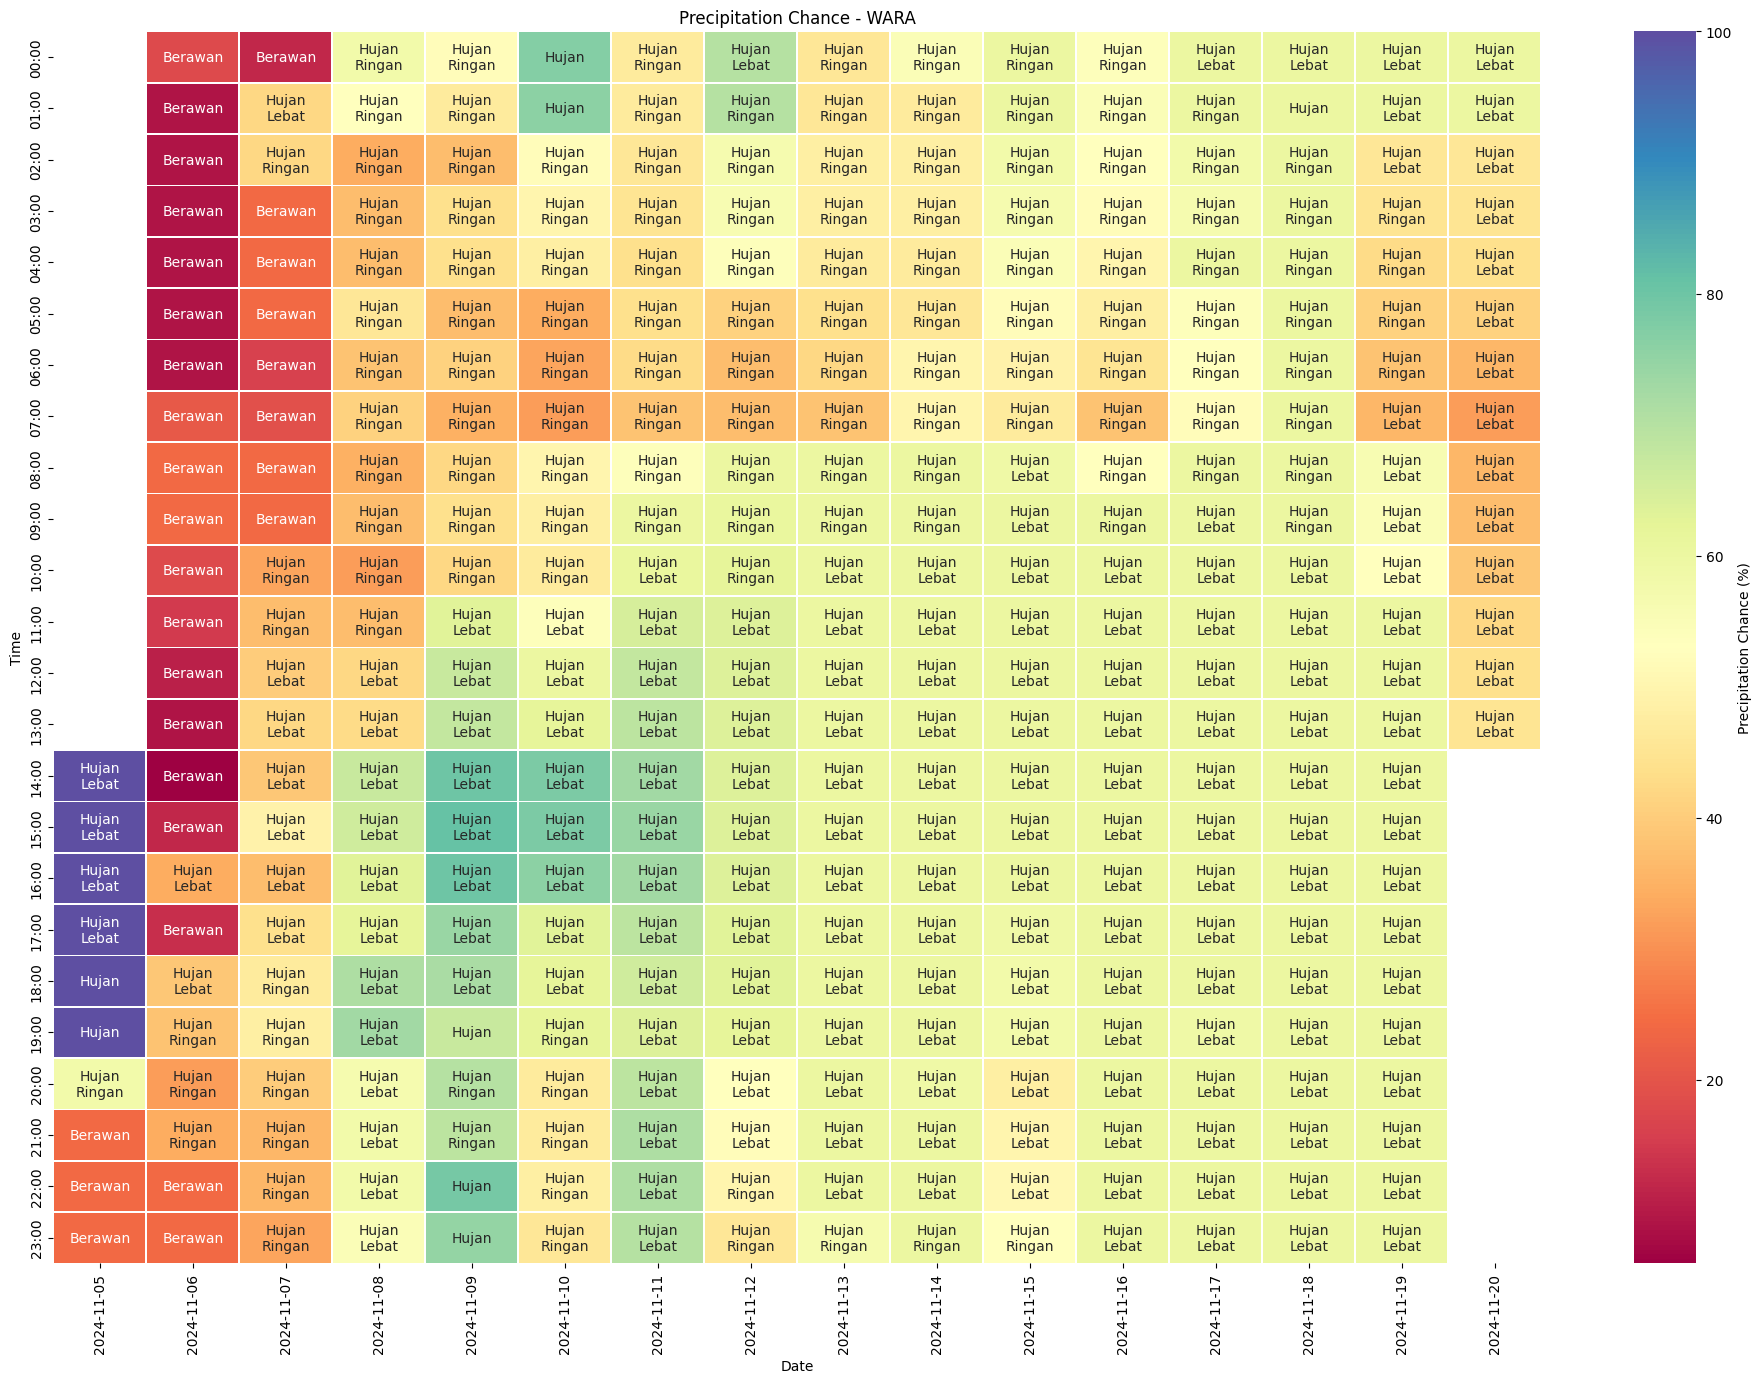 Precipitation Chance - WARA
00:00 Berawan Berawan Hujan Ringan Hujan Ringan Hujan Hujan Ringan Hujan Lebat Hujan Ringan Hujan Ringan Hujan Ringan Hujan Ringan Hujan Lebat Hujan Lebat Hujan Lebat Hujan Lebat
01:00 Berawan Hujan Lebat Hujan Ringan Hujan Ringan Hujan Hujan Ringan Hujan Ringan Hujan Ringan Hujan Ringan Hujan Ringan Hujan Ringan Hujan Ringan Hujan Hujan Lebat Hujan Lebat
02:00 Berawan Hujan Ringan Hujan Ringan Hujan Ringan Hujan Ringan Hujan Ringan Hujan Ringan Hujan Ringan Hujan Ringan Hujan Ringan Hujan Ringan Hujan Ringan Hujan Ringan Hujan Lebat Hujan Lebat
03:00 Berawan Berawan Hujan Ringan Hujan Ringan Hujan Ringan Hujan Ringan Hujan Ringan Hujan Ringan Hujan Ringan Hujan Ringan Hujan Ringan Hujan Ringan Hujan Ringan Hujan Ringan Hujan Lebat
04:00 Berawan Berawan Hujan Ringan Hujan Ringan Hujan Ringan Hujan Ringan Hujan Ringan Hujan Ringan Hujan Ringan Hujan Ringan Hujan Ringan Hujan Ringan Hujan Ringan Hujan Ringan Hujan Lebat
05:00 Berawan Berawan Hujan Ringan Hujan Ringan Hujan Ringan Hujan Ringan Hujan Ringan Hujan Ringan Hujan Ringan Hujan Ringan Hujan Ringan Hujan Ringan Hujan Ringan Hujan Ringan Hujan Lebat
06:00 Berawan Berawan Hujan Ringan Hujan Ringan Hujan Ringan Hujan Ringan Hujan Ringan Hujan Ringan Hujan Ringan Hujan Ringan Hujan Ringan Hujan Ringan Hujan Ringan Hujan Ringan Hujan Lebat
07:00 Berawan Berawan Hujan Ringan Hujan Ringan Hujan Ringan Hujan Ringan Hujan Ringan Hujan Ringan Hujan Ringan Hujan Ringan Hujan Ringan Hujan Ringan Hujan Ringan Hujan Lebat Hujan Lebat
08:00 Berawan Berawan Hujan Ringan Hujan Ringan Hujan Ringan Hujan Ringan Hujan Ringan Hujan Ringan Hujan Ringan Hujan Lebat Hujan Ringan Hujan Ringan Hujan Ringan Hujan Lebat Hujan Lebat
09:00 Berawan Berawan Hujan Ringan Hujan Ringan Hujan Ringan Hujan Ringan Hujan Ringan Hujan Ringan Hujan Ringan Hujan Lebat Hujan Ringan Hujan Lebat Hujan Ringan Hujan Lebat Hujan Lebat
10:00 Berawan Hujan Ringan Hujan Ringan Hujan Ringan Hujan Ringan Hujan Lebat Hujan Ringan Hujan Lebat Hujan Lebat Hujan Lebat Hujan Lebat Hujan Lebat Hujan Lebat Hujan Lebat Hujan Lebat
11:00 Berawan Hujan Ringan Hujan Ringan Hujan Lebat Hujan Lebat Hujan Lebat Hujan Lebat Hujan Lebat Hujan Lebat Hujan Lebat Hujan Lebat Hujan Lebat Hujan Lebat Hujan Lebat Hujan Lebat
12:00 Berawan Hujan Lebat Hujan Lebat Hujan Lebat Hujan Lebat Hujan Lebat Hujan Lebat Hujan Lebat Hujan Lebat Hujan Lebat Hujan Lebat Hujan Lebat Hujan Lebat Hujan Lebat Hujan Lebat
13:00 Berawan Hujan Lebat Hujan Lebat Hujan Lebat Hujan Lebat Hujan Lebat Hujan Lebat Hujan Lebat Hujan Lebat Hujan Lebat Hujan Lebat Hujan Lebat Hujan Lebat Hujan Lebat Hujan Lebat
14:00 Hujan Lebat Berawan Hujan Lebat Hujan Lebat Hujan Lebat Hujan Lebat Hujan Lebat Hujan Lebat Hujan Lebat Hujan Lebat Hujan Lebat Hujan Lebat Hujan Lebat Hujan Lebat Hujan Lebat
15:00 Hujan Lebat Berawan Hujan Lebat Hujan Lebat Hujan Lebat Hujan Lebat Hujan Lebat Hujan Lebat Hujan Lebat Hujan Lebat Hujan Lebat Hujan Lebat Hujan Lebat Hujan Lebat Hujan Lebat
16:00 Hujan Lebat Hujan Lebat Hujan Lebat Hujan Lebat Hujan Lebat Hujan Lebat Hujan Lebat Hujan Lebat Hujan Lebat Hujan Lebat Hujan Lebat Hujan Lebat Hujan Lebat Hujan Lebat Hujan Lebat
17:00 Hujan Lebat Berawan Hujan Lebat Hujan Lebat Hujan Lebat Hujan Lebat Hujan Lebat Hujan Lebat Hujan Lebat Hujan Lebat Hujan Lebat Hujan Lebat Hujan Lebat Hujan Lebat Hujan Lebat
18:00 Hujan Hujan Lebat Hujan Ringan Hujan Lebat Hujan Lebat Hujan Lebat Hujan Lebat Hujan Lebat Hujan Lebat Hujan Lebat Hujan Lebat Hujan Lebat Hujan Lebat Hujan Lebat Hujan Lebat
19:00 Hujan Hujan Ringan Hujan Ringan Hujan Lebat Hujan Hujan Ringan Hujan Lebat Hujan Lebat Hujan Lebat Hujan Lebat Hujan Lebat Hujan Lebat Hujan Lebat Hujan Lebat Hujan Lebat
20:00 Hujan Ringan Hujan Ringan Hujan Ringan Hujan Lebat Hujan Ringan Hujan Ringan Hujan Lebat Hujan Lebat Hujan Lebat Hujan Lebat Hujan Lebat Hujan Lebat Hujan Lebat Hujan Lebat Hujan Lebat
21:00 Berawan Hujan Ringan Hujan Ringan Hujan Lebat Hujan Ringan Hujan Ringan Hujan Lebat Hujan Lebat Hujan Lebat Hujan Lebat Hujan Lebat Hujan Lebat Hujan Lebat Hujan Lebat Hujan Lebat
22:00 Berawan Berawan Hujan Ringan Hujan Lebat Hujan Hujan Ringan Hujan Lebat Hujan Ringan Hujan Lebat Hujan Lebat Hujan Lebat Hujan Lebat Hujan Lebat Hujan Lebat Hujan Lebat
23:00 Berawan Berawan Hujan Ringan Hujan Lebat Hujan Hujan Ringan Hujan Lebat Hujan Ringan Hujan Ringan Hujan Ringan Hujan Ringan Hujan Lebat Hujan Lebat Hujan Lebat Hujan Lebat
Time
2024-11-05 2024-11-06 2024-11-07 2024-11-08 2024-11-09 2024-11-10 2024-11-11 2024-11-12 2024-11-13 2024-11-14 2024-11-15 2024-11-16 2024-11-17 2024-11-18 2024-11-19 2024-11-20
Date
100
80
60
40
20
Precipitation Chance (%)